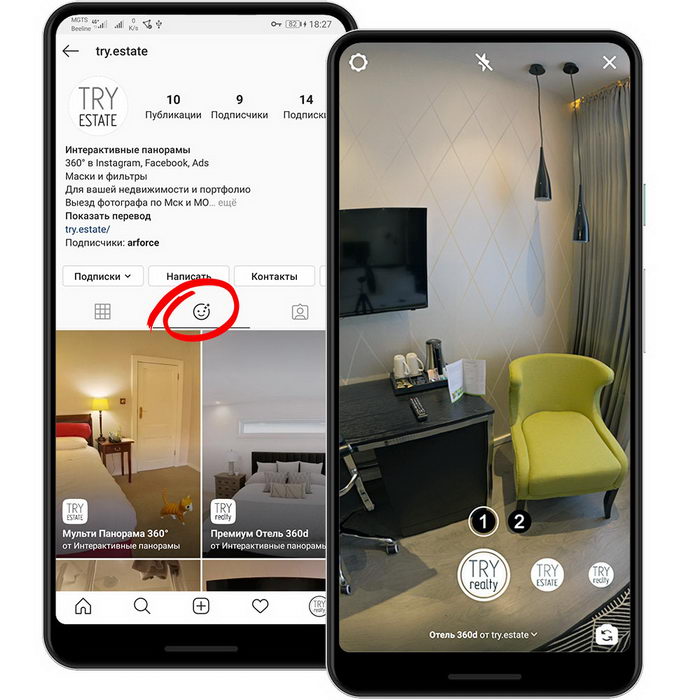 MGTS
Beeline
0
K/s
82
18:27
try.estate
TRY
ESTATE
10
9
14
Публикации
Подписчики
Подписки
Интерактивные панорамы
360° в Instagram, Facebook, Ads
Маски и фильтры
Для вашей недвижимости и портфолио
Выезд фотографа по Мск и МО... ещё
Показать перевод
try.estate/
Подписчики: arforce
Подписки
Написать
Контакты
TRY
ESTATE
Мульти Панорама 360°
от Интерактивные панорамы
TRY
realty
Премиум Отель 360d
от Интерактивные панорамы
TRY
1
2
TRY
realty
TRY
ESTATE
TRY
realty
Отель 360d от try.estate